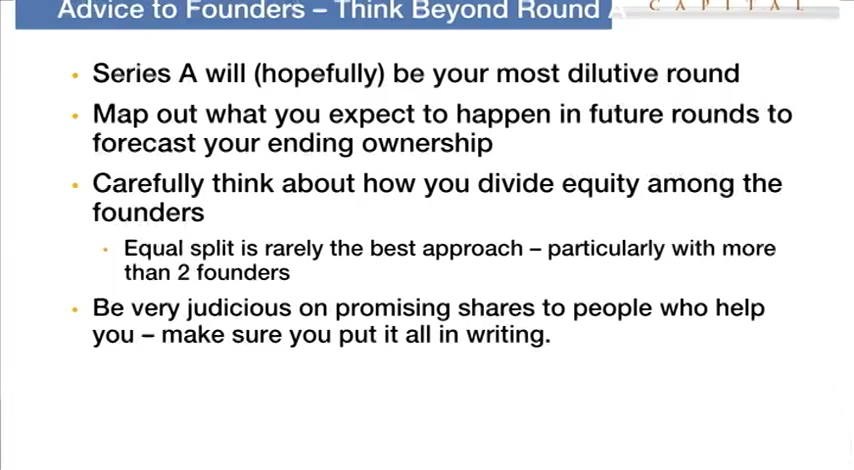 Advice to Founders – Think Beyond Round A
CAPITAL
• Series A will (hopefully) be your most dilutive round
• Map out what you expect to happen in future rounds to
forecast your ending ownership
• Carefully think about how you divide equity among the
founders
• Equal split is rarely the best approach – particularly with more
than 2 founders
• Be very judicious on promising shares to people who help
you – make sure you put it all in writing.